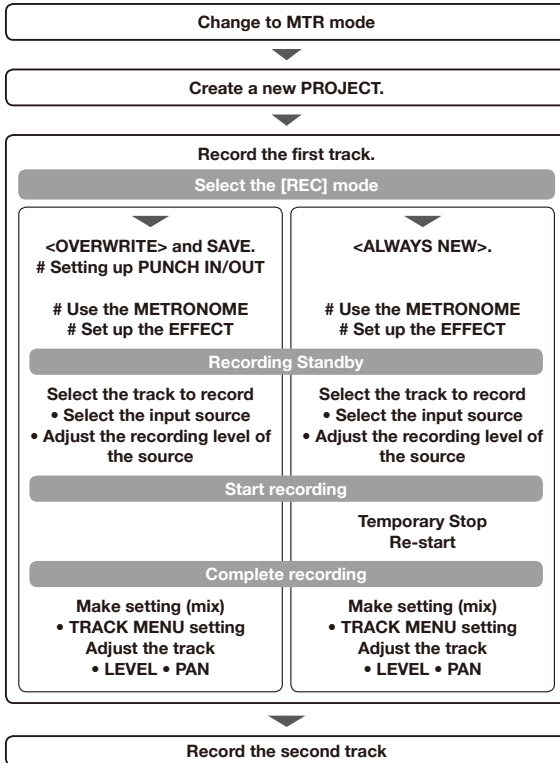 Change to MTR mode
Create a new PROJECT.
Record the first track.
Select the [REC] mode
<OVERWRITE> and SAVE.
# Setting up PUNCH IN/OUT
# Use the METRONOME
# Set up the EFFECT
<ALWAYS NEW>.
# Use the METRONOME
# Set up the EFFECT
Recording Standby
Select the track to record
• Select the input source
• Adjust the recording level of
the source
Select the track to record
• Select the input source
• Adjust the recording level of
the source
Start recording
Temporary Stop
Re-start
Complete recording
Make setting (mix)
• TRACK MENU setting
Adjust the track
• LEVEL • PAN
Make setting (mix)
• TRACK MENU setting
Adjust the track
• LEVEL • PAN
Record the second track